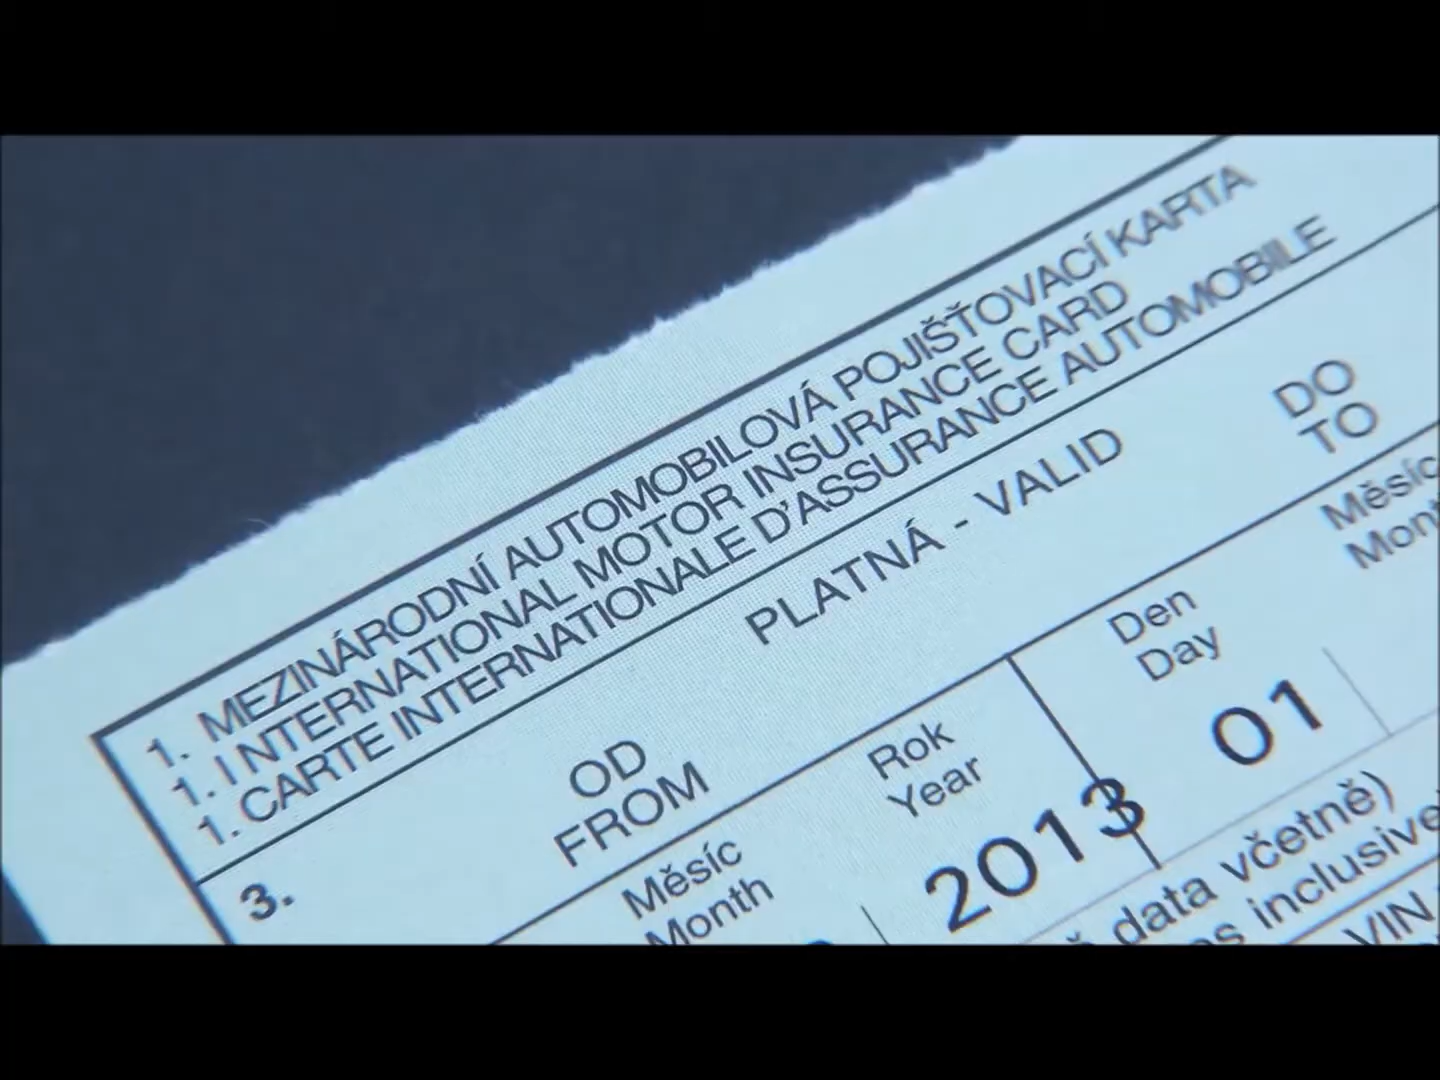 1. MEZINÁRODNÍ AUTOMOBILOVÁ POJIŠŤOVACÍ KARTA
1. INTERNATIONAL MOTOR INSURANCE CARD
1. CARTE INTERNATIONALE D'ASSURANCE AUTOMOBILE
3.
PLATNÁ - VALID
OD
FROM
DO
TO
Měsíc
Month
Rok
Year
Den
Day
Měsíc
2013
01
data včetně)
inclusive
VIN